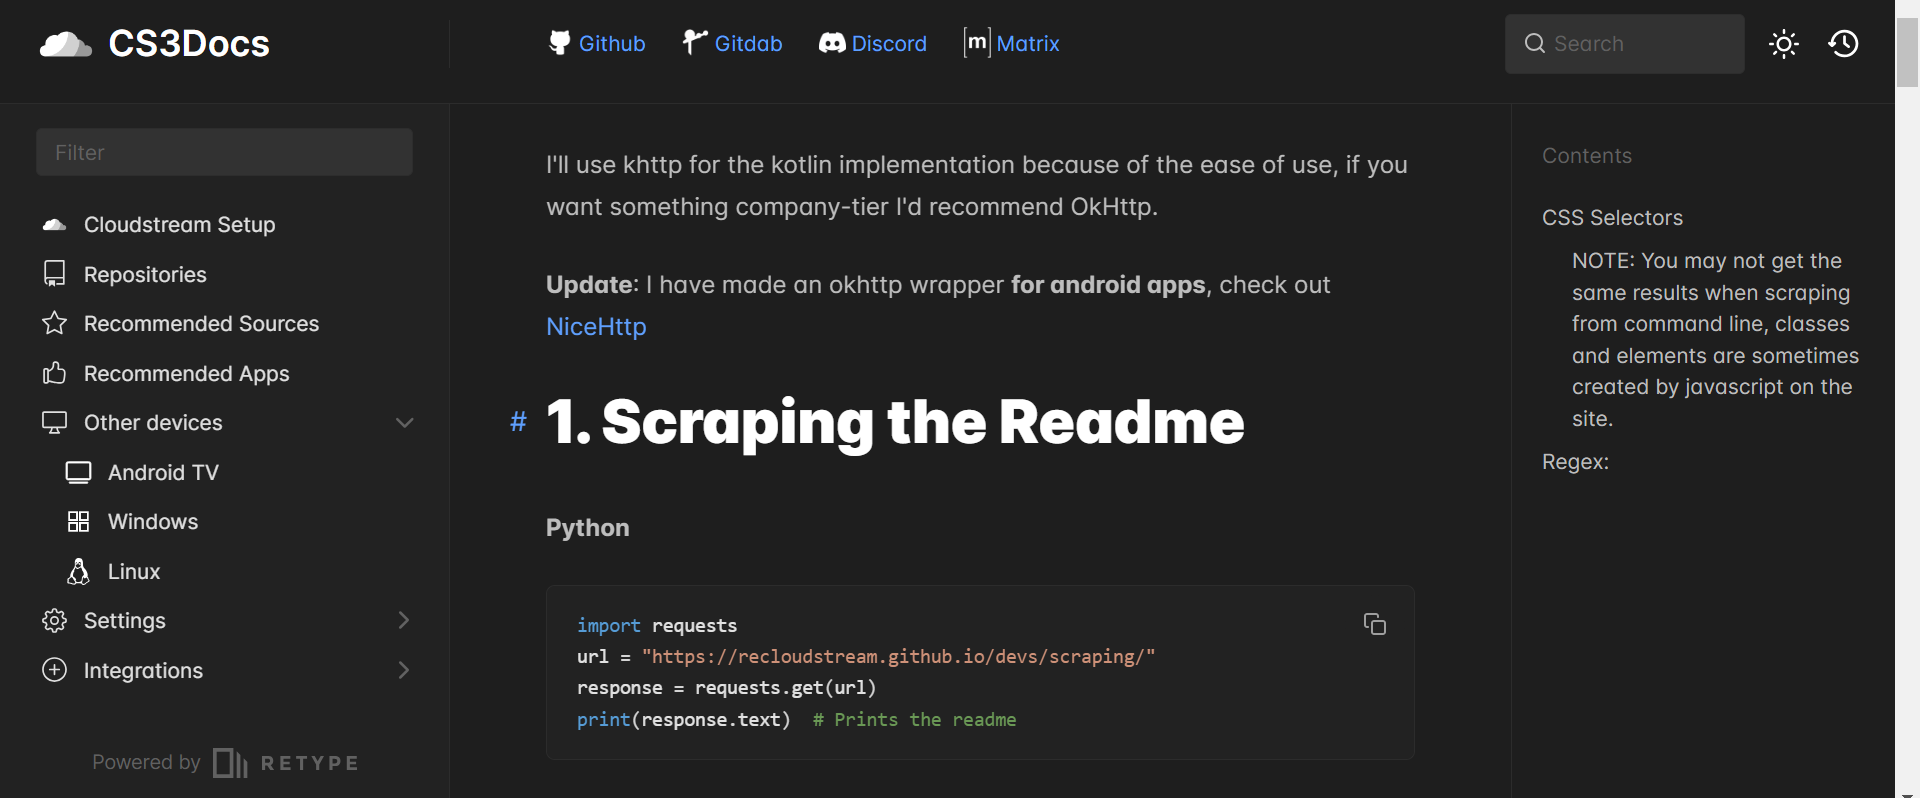 CS3Docs
Github
Gitdab
Discord
[m] Matrix
Search
Filter
Cloudstream Setup
Repositories
Recommended Sources
Recommended Apps
Other devices
Android TV
Windows
Linux
Settings
Integrations
Powered by RETYPE
I'll use khttp for the kotlin implementation because of the ease of use, if you
want something company-tier I'd recommend OkHttp.
Update: I have made an okhttp wrapper for android apps, check out
NiceHttp
# 1. Scraping the Readme
Python
import requests
url = "https://recloudstream.github.io/devs/scraping/"
response = requests.get(url)
print(response.text)  # Prints the readme
Contents
CSS Selectors
NOTE: You may not get the
same results when scraping
from command line, classes
and elements are sometimes
created by javascript on the
site.
Regex: